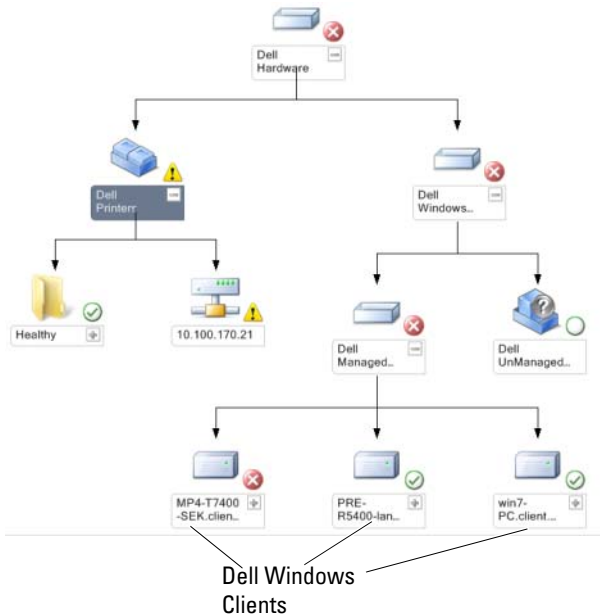 Dell
Hardware
Dell
Printerr
Dell
Windows...
Healthy
10.100.170.21
Dell
Managed...
Dell
UnManaged...
MP4-T7400
-SEK.clien...
PRE-
R5400-lan...
win7-
PC.client....
Dell Windows
Clients